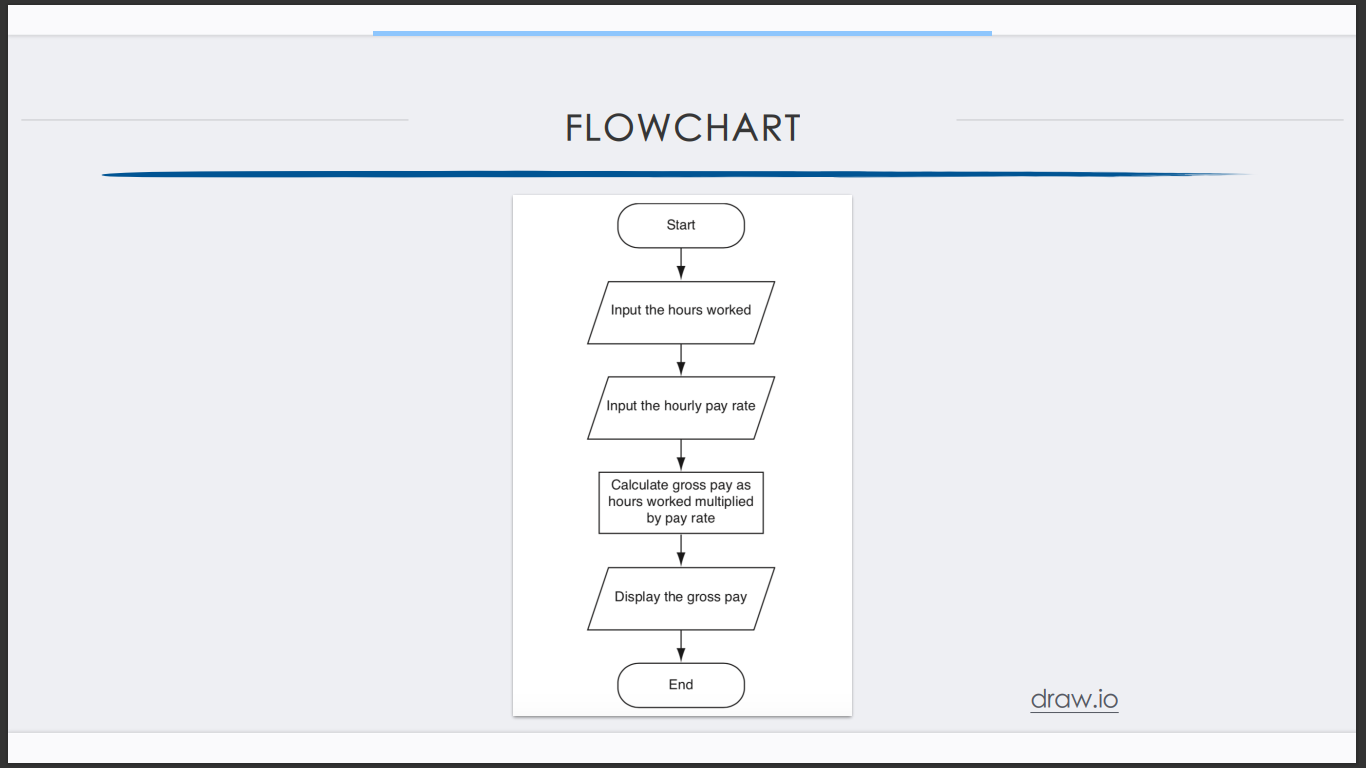 FLOWCHART
Start
Input the hours worked
Input the hourly pay rate
Calculate gross pay as
hours worked multiplied
by pay rate
Display the gross pay
End
draw.io